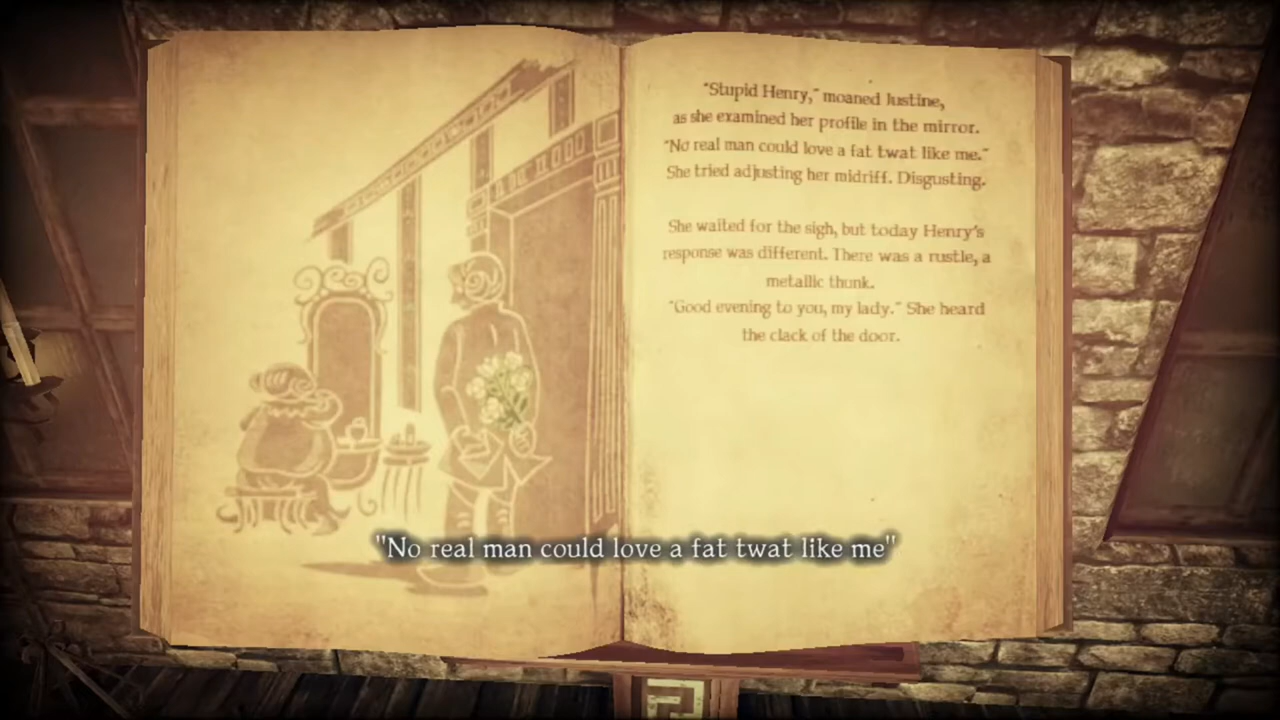 "Stupid Henry," moaned Justine,
as she examined her profile in the mirror.
"No real man could love a fat twat like me."
She tried adjusting her midriff. Disgusting.
She waited for the sigh, but today Henry's
response was different. There was a rustle, a
metallic thunk.
"Good evening to you, my lady." She heard
the clack of the door.
"No real man could love a fat twat like me"